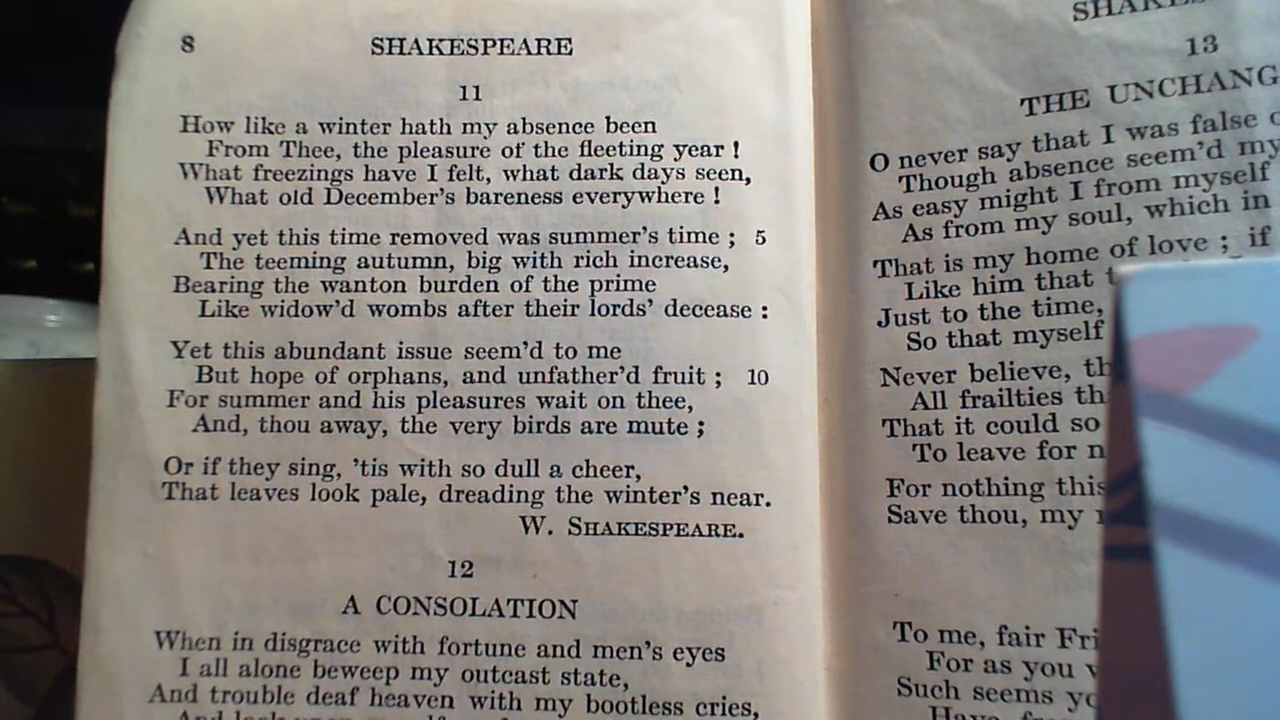 8 SHAKESPEARE
11
How like a winter hath my absence been
From Thee, the pleasure of the fleeting year !
What freezings have I felt, what dark days seen,
What old December's bareness everywhere !
And yet this time removed was summer's time ; 5
The teeming autumn, big with rich increase,
Bearing the wanton burden of the prime
Like widow'd wombs after their lords' decease :
Yet this abundant issue seem'd to me
But hope of orphans, and unfather'd fruit ; 10
For summer and his pleasures wait on thee,
And, thou away, the very birds are mute ;
Or if they sing, 'tis with so dull a cheer,
That leaves look pale, dreading the winter's near.
W. SHAKESPEARE.
12
A CONSOLATION
When in disgrace with fortune and men's eyes
I all alone beweep my outcast state,
And trouble deaf heaven with my bootless cries,
13
THE UNCHANG
O never say that I was false
Though absence seem'd my
As easy might I from myself
As from my soul, which in
That is my home of love ; if
Like him that
Just to the time,
So that myself
Never believe, th
All frailties th
That it could so
To leave for n
For nothing this
Save thou, my
To me, fair Fri
For as you
Such seems